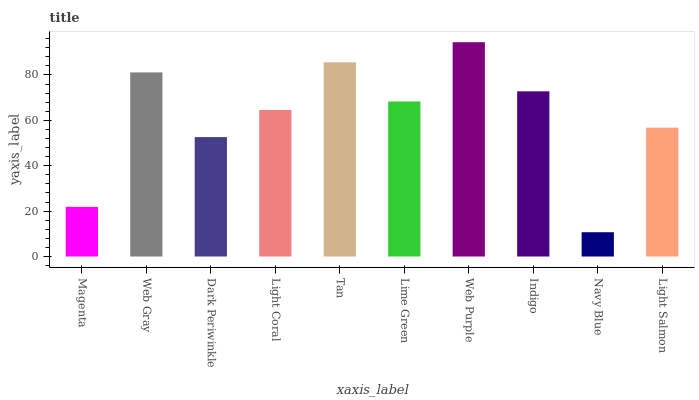 title
yaxis_label
80
60
40
20
0
Magenta
Web Gray
Dark Periwinkle
Light Coral
Tan
Lime Green
Web Purple
Indigo
Navy Blue
Light Salmon
xaxis_label